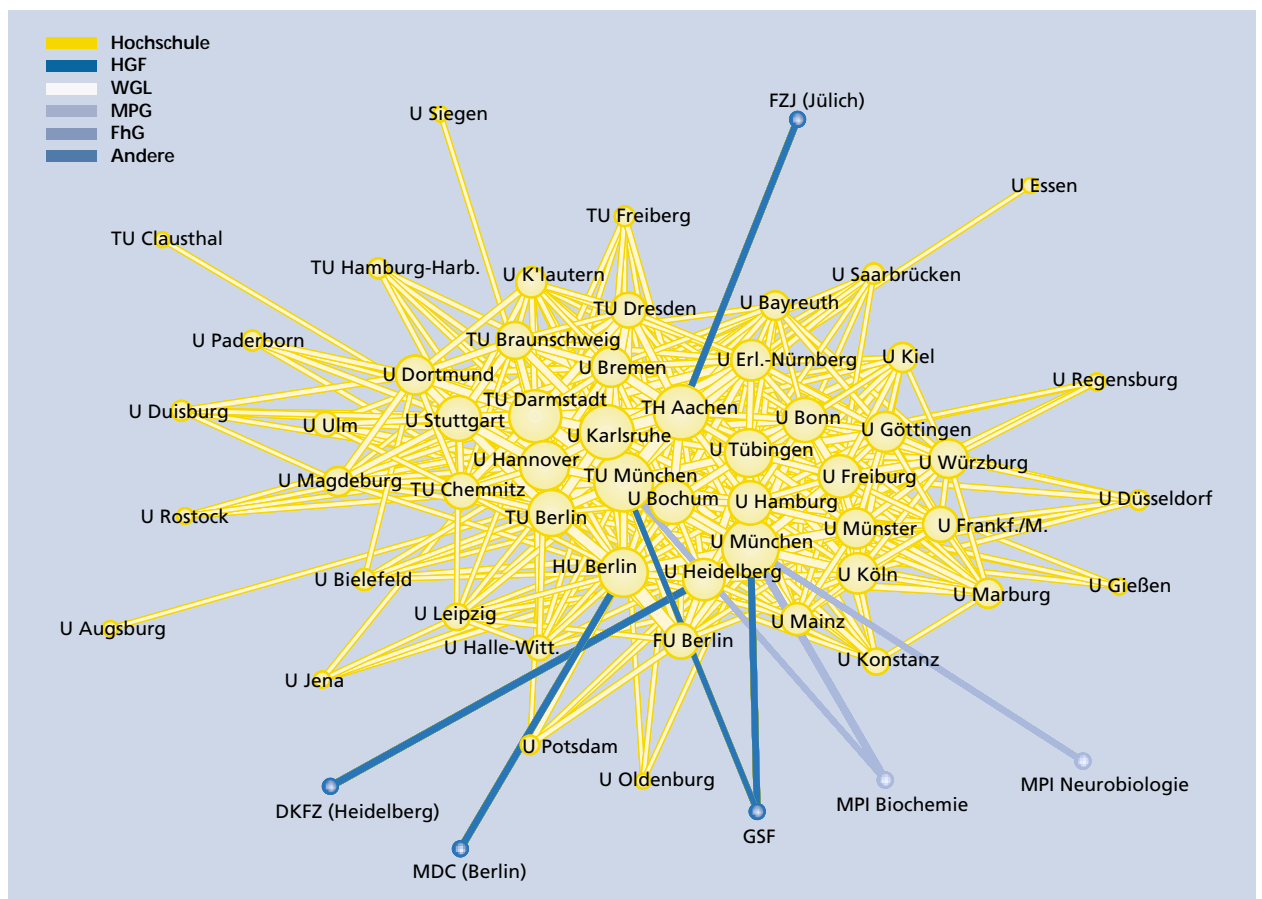 Hochschule
HGF
WGL
MPG
FhG
Andere
FZJ (Jülich)
U Siegen
U Essen
TU Freiberg
TU Clausthal
TU Hamburg-Harb.
U K'lautern
U Saarbrücken
U Bayreuth
TU Dresden
U Paderborn
TU Braunschweig
U Bremen
U Erl.-Nürnberg
U Kiel
U Dortmund
U Regensburg
TU Darmstadt
U Duisburg
TH Aachen
U Stuttgart
U Ulm
U Karlsruhe
U Bonn
U Göttingen
U Hannover
U Tübingen
U Würzburg
U Magdeburg
TU Chemnitz
TU München
U Freiburg
U Bochum
U Hamburg
U Düsseldorf
U Rostock
TU Berlin
U Münster
U Frankf./M.
U München
HU Berlin
U Heidelberg
U Köln
U Bielefeld
U Gießen
U Marburg
U Leipzig
U Mainz
U Augsburg
U Halle-Witt.
FU Berlin
U Konstanz
U Jena
U Potsdam
U Oldenburg
MPI Neurobiologie
MPI Biochemie
DKFZ (Heidelberg)
GSF
MDC (Berlin)